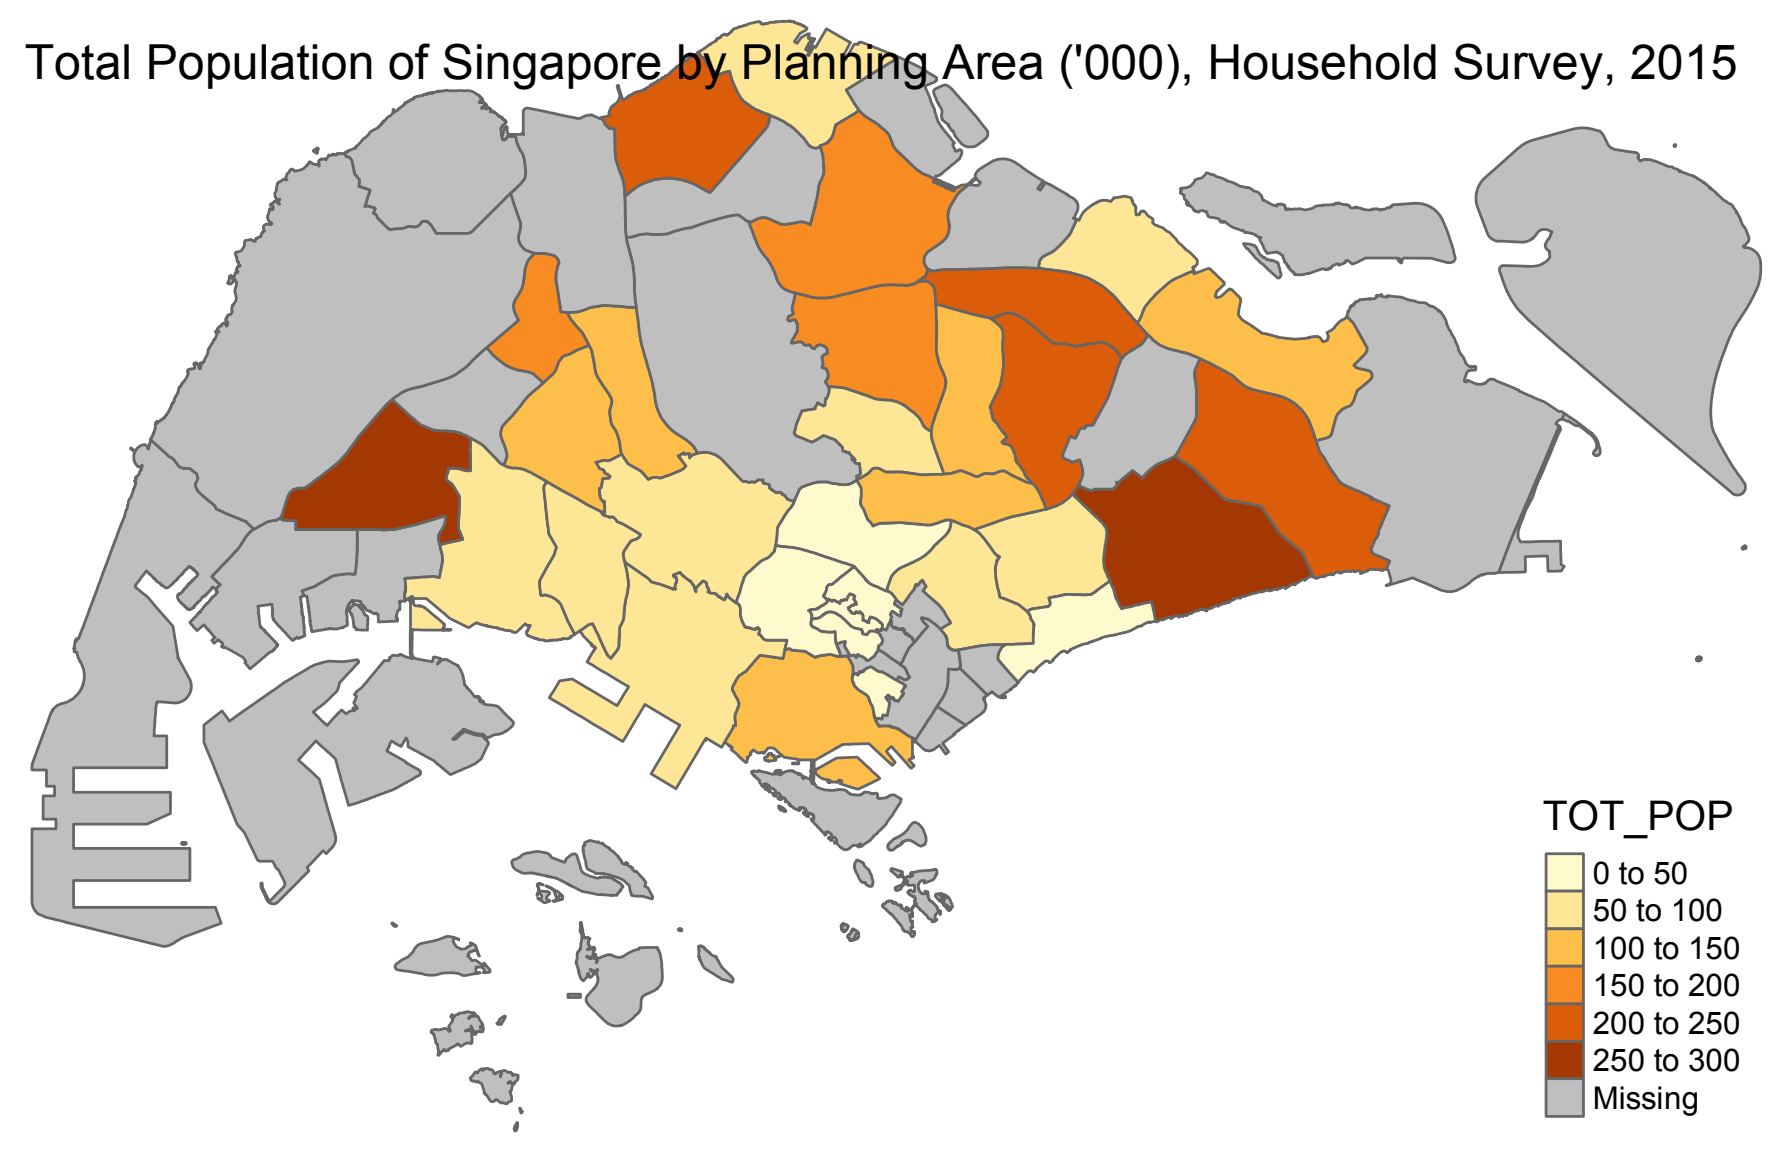 Total Population of Singapore by Planning Area ('000), Household Survey, 2015
TOT_POP
0 to 50
50 to 100
100 to 150
150 to 200
200 to 250
250 to 300
Missing